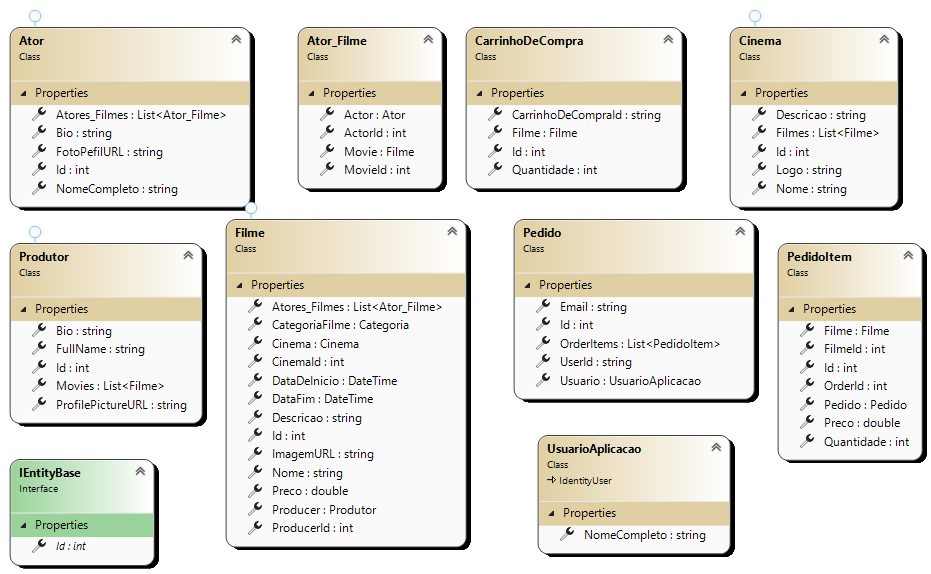 Ator
Class
Properties
Atores_Filmes : List<Ator_Filme>
Bio : string
FotoPefilURL : string
Id : int
NomeCompleto : string
Ator_Filme
Class
Properties
Actor : Ator
ActorId : int
Movie : Filme
MovieId : int
CarrinhoDeCompra
Class
Properties
CarrinhoDeCompraId : string
Filme : Filme
Id : int
Quantidade : int
Cinema
Class
Properties
Descricao : string
Filmes : List<Filme>
Id : int
Logo : string
Nome : string
Produtor
Class
Properties
Bio : string
FullName : string
Id : int
Movies : List<Filme>
ProfilePictureURL : string
Filme
Class
Properties
Atores_Filmes : List<Ator_Filme>
CategoriaFilme : Categoria
Cinema : Cinema
CinemaId : int
DataDeInicio : DateTime
DataFim : DateTime
Descricao : string
Id : int
ImagemURL : string
Nome : string
Preco : double
Producer : Produtor
ProducerId : int
Pedido
Class
Properties
Email : string
Id : int
OrderItems : List<PedidoItem>
UserId : string
Usuario : UsuarioAplicacao
PedidoItem
Class
Properties
Filme : Filme
FilmeId : int
Id : int
OrderId : int
Pedido : Pedido
Preco : double
Quantidade : int
IEntityBase
Interface
Properties
Id : int
UsuarioAplicacao
Class
IdentityUser
Properties
NomeCompleto : string